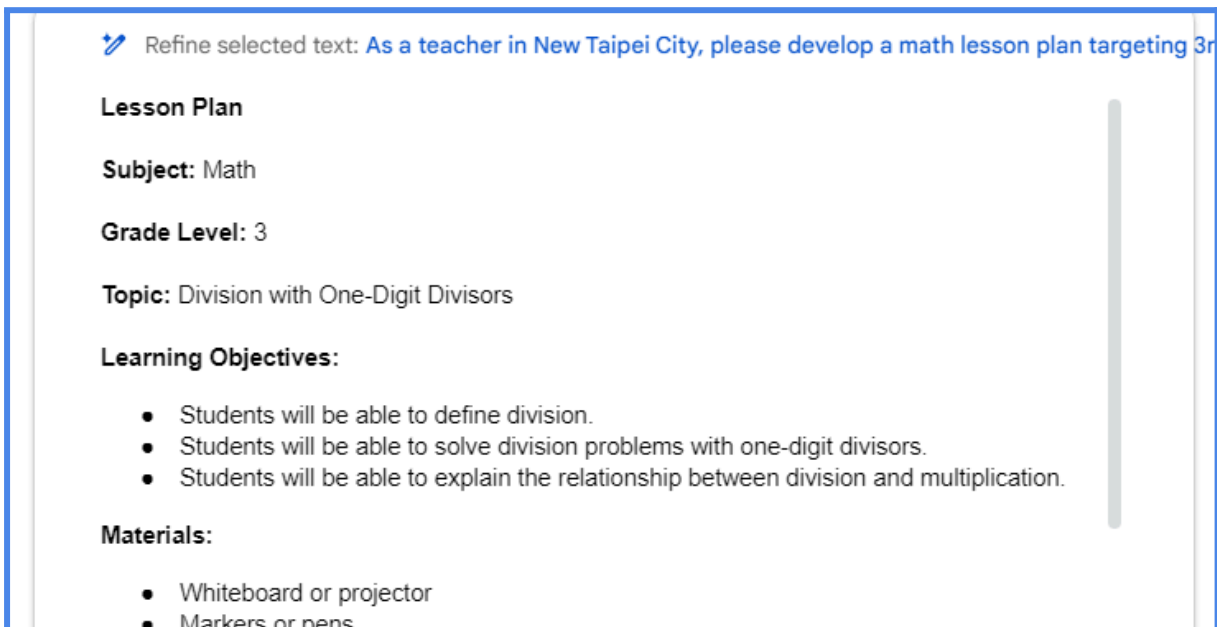 Refine selected text: As a teacher in New Taipei City, please develop a math lesson plan targeting
Lesson Plan
Subject: Math
Grade Level: 3
Topic: Division with One-Digit Divisors
Learning Objectives:
● Students will be able to define division.
● Students will be able to solve division problems with one-digit divisors.
● Students will be able to explain the relationship between division and multiplication.
Materials:
● Whiteboard or projector
● Markers or pens